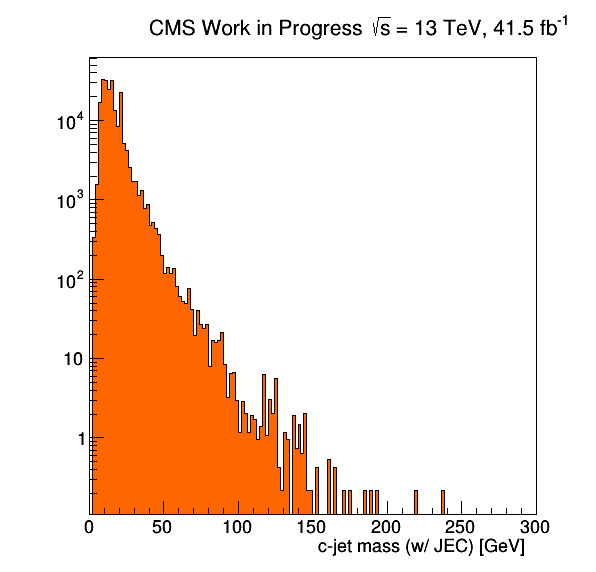 CMS Work in Progress √s = 13 TeV, 41.5 fb⁻¹
10⁴
10³
10²
10
1
0 50 100 150 200 250 300
c-jet mass (w/ JEC) [GeV]